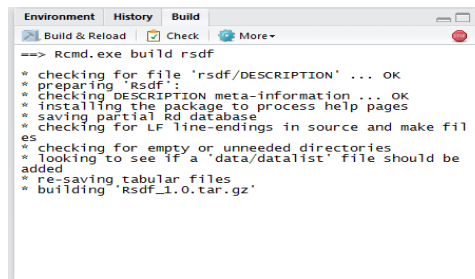 Environment History Build
Build & Reload Check More
==> Rcmd.exe build rsdf
* checking for file 'rsdf/DESCRIPTION' ... OK
* preparing 'Rsdf':
* checking DESCRIPTION meta-information ... OK
* installing the package to process help pages
* saving partial Rd database
* checking for LF line-endings in source and make fil
es
* checking for empty or unneeded directories
* looking to see if a 'data/datalist' file should be
added
* re-saving tabular files
* building 'Rsdf_1.0.tar.gz'